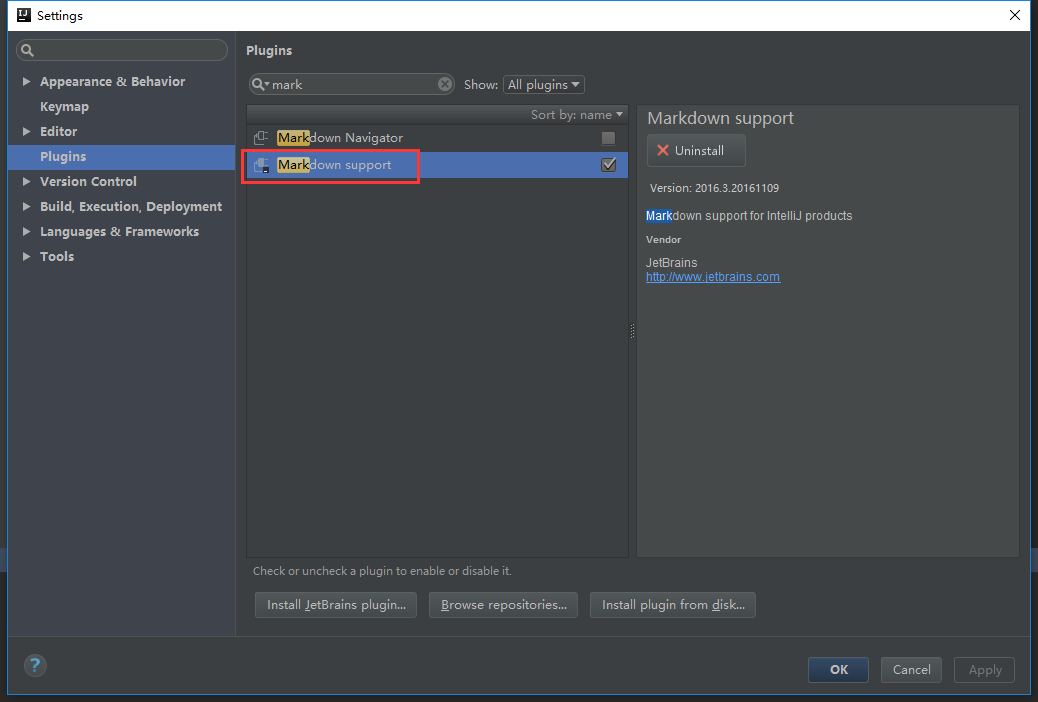 Settings
Plugins
Appearance & Behavior
Keymap
Editor
Plugins
Version Control
Build, Execution, Deployment
Languages & Frameworks
Tools
mark
Show: All plugins
Sort by: name
Markdown Navigator
Markdown support
Markdown support
Uninstall
Version: 2016.3.20161109
Markdown support for IntelliJ products
Vendor
JetBrains
http://www.jetbrains.com
Check or uncheck a plugin to enable or disable it.
Install JetBrains plugin...
Browse repositories...
Install plugin from disk...
?
OK
Cancel
Apply